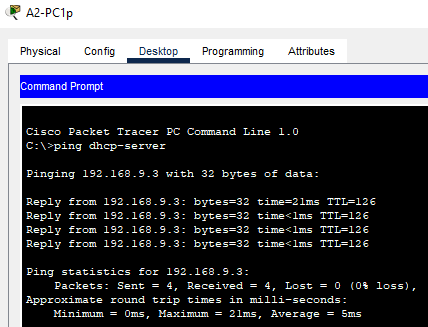 A2-PC1p
Physical Config Desktop Programming Attributes
Command Prompt
Cisco Packet Tracer PC Command Line 1.0
C:\>ping dhcp-server
Pinging 192.168.9.3 with 32 bytes of data:
Reply from 192.168.9.3: bytes=32 time=21ms TTL=126
Reply from 192.168.9.3: bytes=32 time<1ms TTL=126
Reply from 192.168.9.3: bytes=32 time<1ms TTL=126
Reply from 192.168.9.3: bytes=32 time<1ms TTL=126
Ping statistics for 192.168.9.3:
Packets: Sent = 4, Received = 4, Lost = 0 (0% loss),
Approximate round trip times in milli-seconds:
Minimum = 0ms, Maximum = 21ms, Average = 5ms